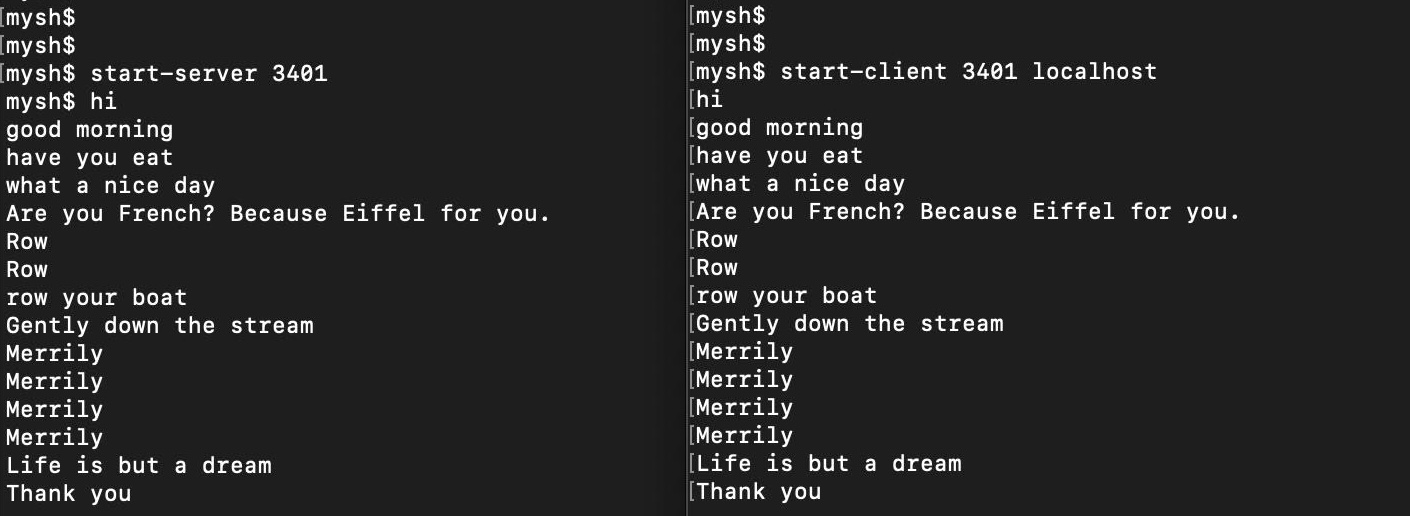 [mysh$
[mysh$
[mysh$ start-server 3401
mysh$ hi
good morning
have you eat
what a nice day
Are you French? Because Eiffel for you.
Row
Row
row your boat
Gently down the stream
Merrily
Merrily
Merrily
Merrily
Life is but a dream
Thank you
[mysh$
[mysh$
[mysh$ start-client 3401 localhost
[hi
[good morning
[have you eat
[what a nice day
[Are you French? Because Eiffel for you.
[Row
[Row
[row your boat
[Gently down the stream
[Merrily
[Merrily
[Merrily
[Merrily
[Life is but a dream
[Thank you